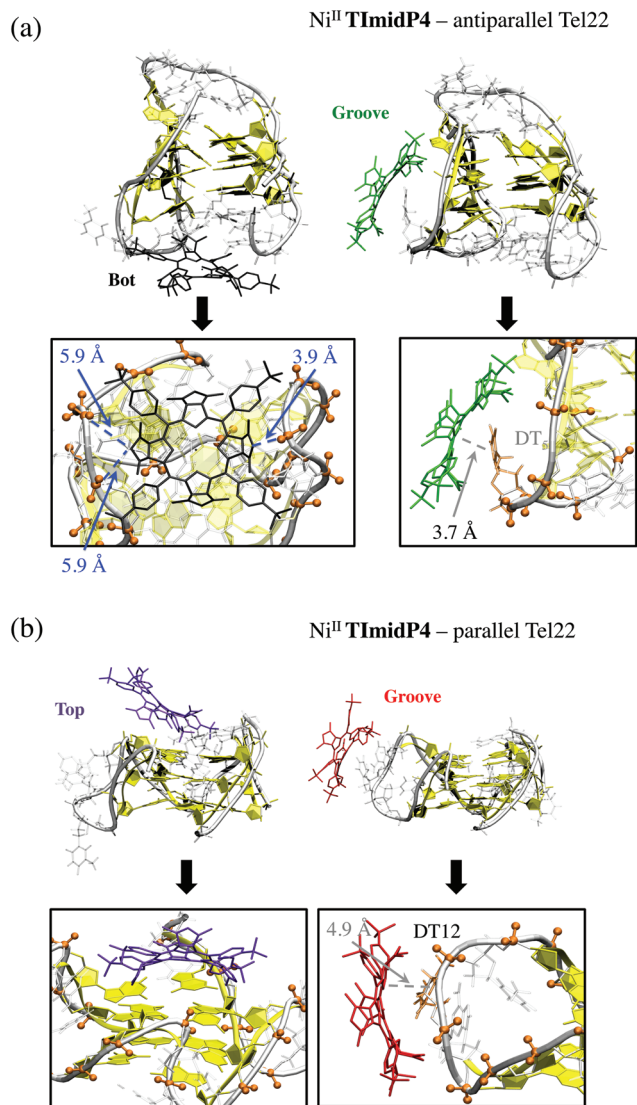 (a)
Ni^II TImidP4 – antiparallel Tel22
Groove
Bot
5.9 Å
3.9 Å
DT5
3.7 Å
5.9 Å
(b)
Ni^II TImidP4 – parallel Tel22
Top
Groove
4.9 Å
DT12